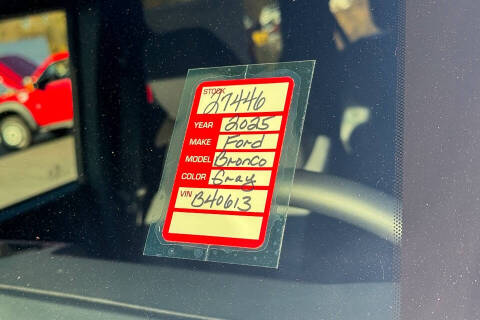 STOCK
27446
YEAR 2025
MAKE Ford
MODEL Bronco
COLOR Gray
VIN B40613